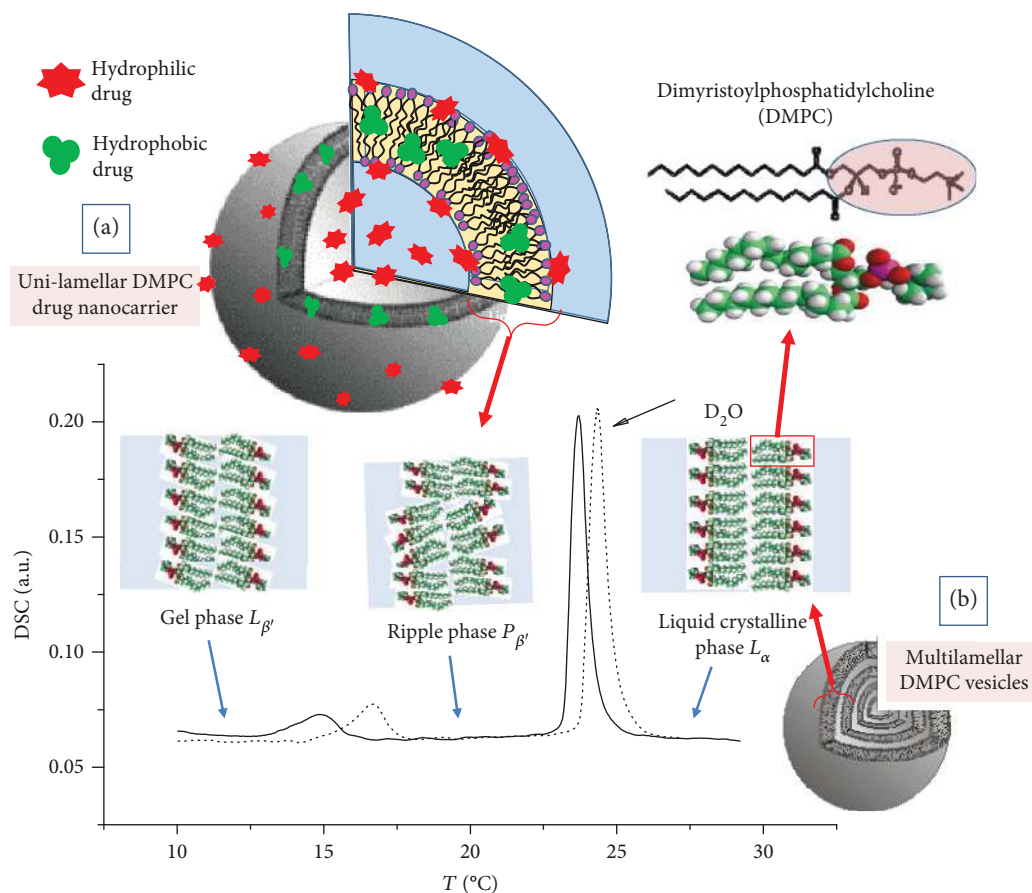 Hydrophilic
drug
Hydrophobic
drug
(a)
Uni-lamellar DMPC
drug nanocarrier
Dimyristoylphosphatidylcholine
(DMPC)
D₂O
Gel phase Lβ′
Ripple phase Pβ′
Liquid crystalline
phase Lα
(b)
Multilamellar
DMPC vesicles
DSC (a.u.)
0.20
0.15
0.10
0.05
10 15 20 25 30
T (°C)